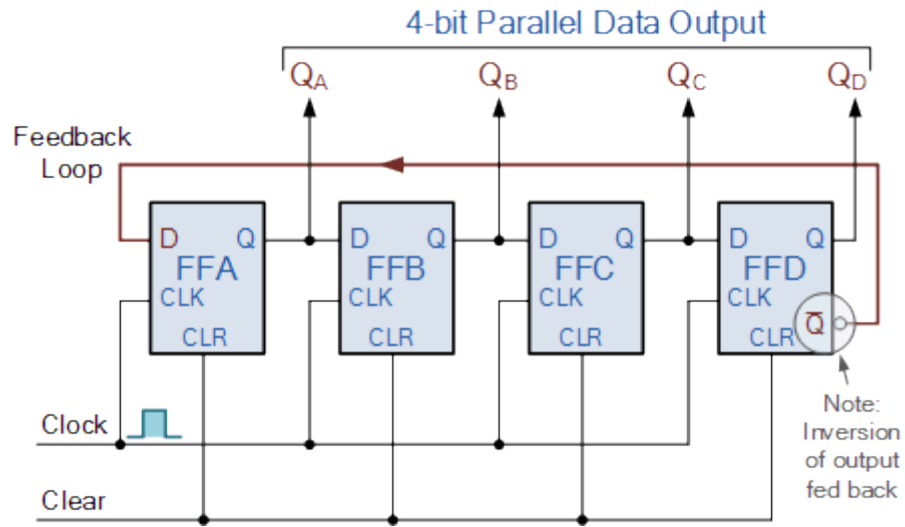 4-bit Parallel Data Output
QA QB QC QD
Feedback
Loop
D Q D Q D Q D Q
FFA FFB FFC FFD
CLK CLK CLK CLK
Q̅
CLR CLR CLR CLR
Note:
Inversion
of output
fed back
Clock
Clear